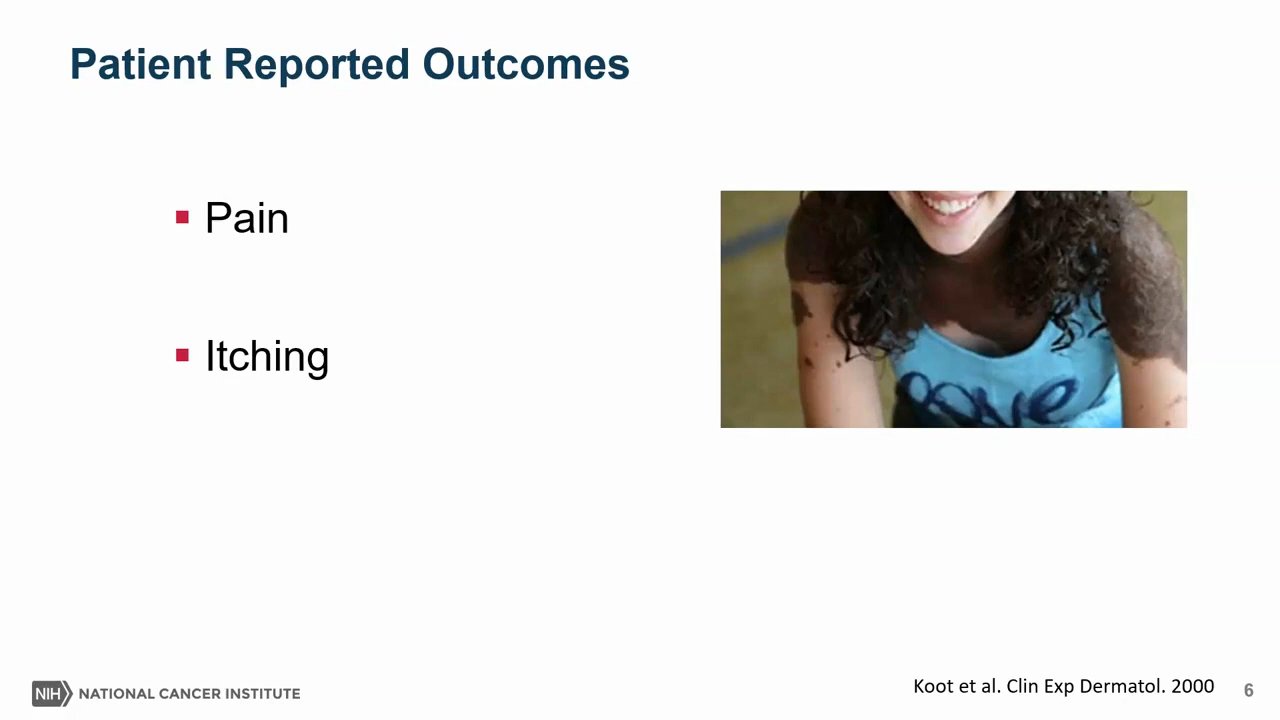 Patient Reported Outcomes
▪ Pain
▪ Itching
love
NIH NATIONAL CANCER INSTITUTE
Koot et al. Clin Exp Dermatol. 2000
6